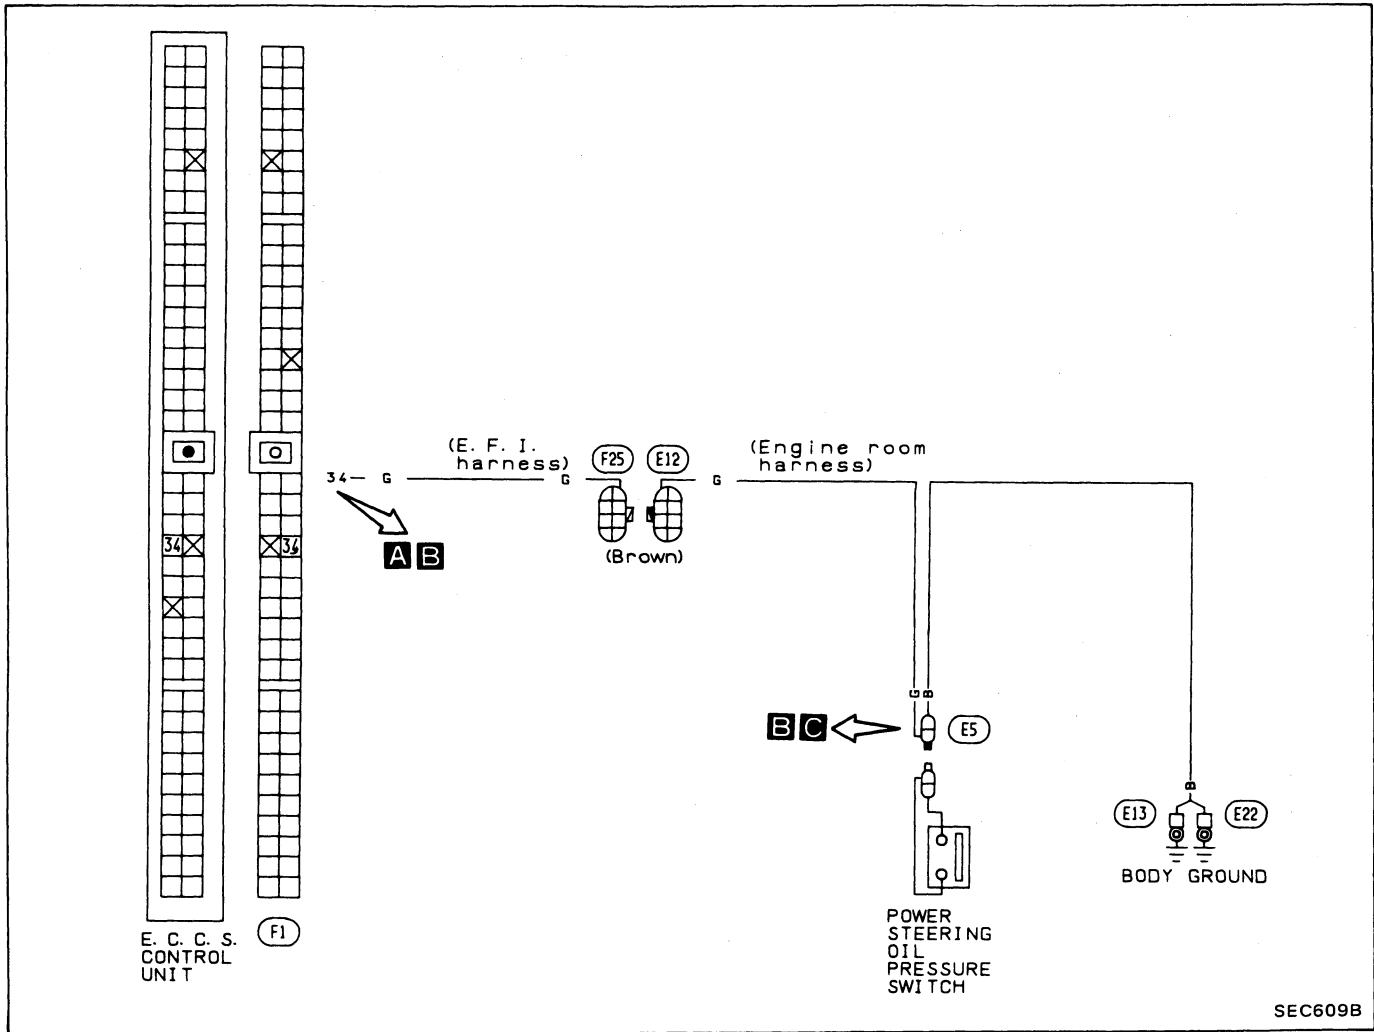 (E. F. I.
harness)
F25
E12
(Engine room
harness)
34
G
G
G
34
34
A B
(Brown)
G B
B C
E5
B
E13
E22
BODY GROUND
POWER
STEERING
OIL
PRESSURE
SWITCH
E. C. C. S.
CONTROL
UNIT
F1
SEC609B